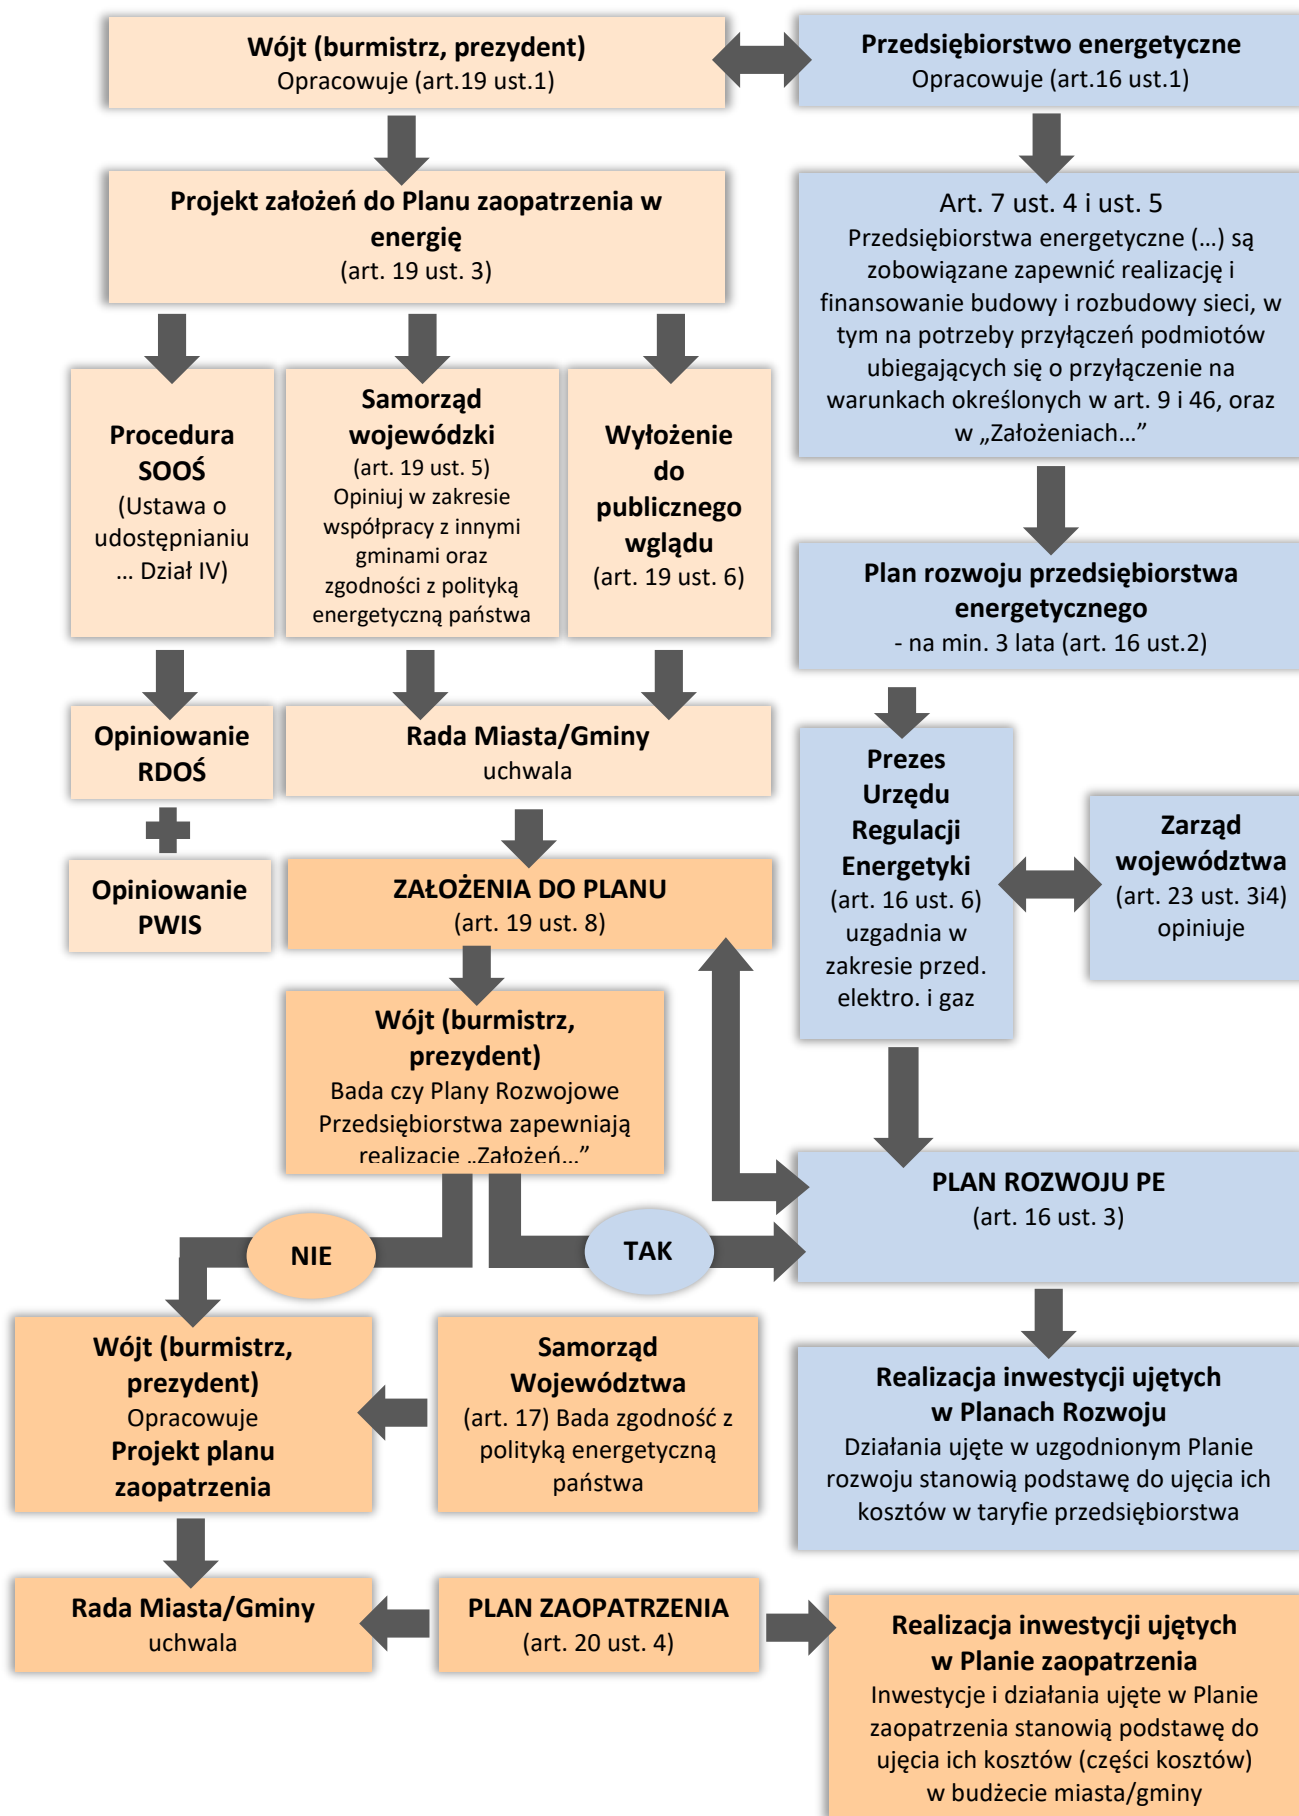 Wójt (burmistrz, prezydent)
Opracowuje (art.19 ust.1)
Przedsiębiorstwo energetyczne
Opracowuje (art.16 ust.1)
Projekt założeń do Planu zaopatrzenia w
energię
(art. 19 ust. 3)
Art. 7 ust. 4 i ust. 5
Przedsiębiorstwa energetyczne (...) są
zobowiązane zapewnić realizację i
finansowanie budowy i rozbudowy sieci, w
tym na potrzeby przyłączeń podmiotów
ubiegających się o przyłączenie na
warunkach określonych w art. 9 i 46, oraz
w „Założeniach...”
Procedura
SOOŚ
(Ustawa o
udostępnianiu
... Dział IV)
Samorząd
wojewódzki
(art. 19 ust. 5)
Opiniuj w zakresie
współpracy z innymi
gminami oraz
zgodności z polityką
energetyczną państwa
Wyłożenie
do
publicznego
wglądu
(art. 19 ust. 6)
Plan rozwoju przedsiębiorstwa
energetycznego
- na min. 3 lata (art. 16 ust.2)
Opiniowanie
RDOŚ
Rada Miasta/Gminy
uchwala
Prezes
Urzędu
Regulacji
Energetyki
(art. 16 ust. 6)
uzgadnia w
zakresie przed.
elektro. i gaz
Zarząd
województwa
(art. 23 ust. 3i4)
opiniuje
Opiniowanie
PWIS
ZAŁOŻENIA DO PLANU
(art. 19 ust. 8)
Wójt (burmistrz,
prezydent)
Bada czy Plany Rozwojowe
Przedsiębiorstwa zapewniają
realizację „Założeń...”
PLAN ROZWOJU PE
(art. 16 ust. 3)
NIE
TAK
Wójt (burmistrz,
prezydent)
Opracowuje
Projekt planu
zaopatrzenia
Samorząd
Województwa
(art. 17) Bada zgodność z
polityką energetyczną
państwa
Realizacja inwestycji ujętych
w Planach Rozwoju
Działania ujęte w uzgodnionym Planie
rozwoju stanowią podstawę do ujęcia ich
kosztów w taryfie przedsiębiorstwa
Rada Miasta/Gminy
uchwala
PLAN ZAOPATRZENIA
(art. 20 ust. 4)
Realizacja inwestycji ujętych
w Planie zaopatrzenia
Inwestycje i działania ujęte w Planie
zaopatrzenia stanowią podstawę do
ujęcia ich kosztów (części kosztów)
w budżecie miasta/gminy